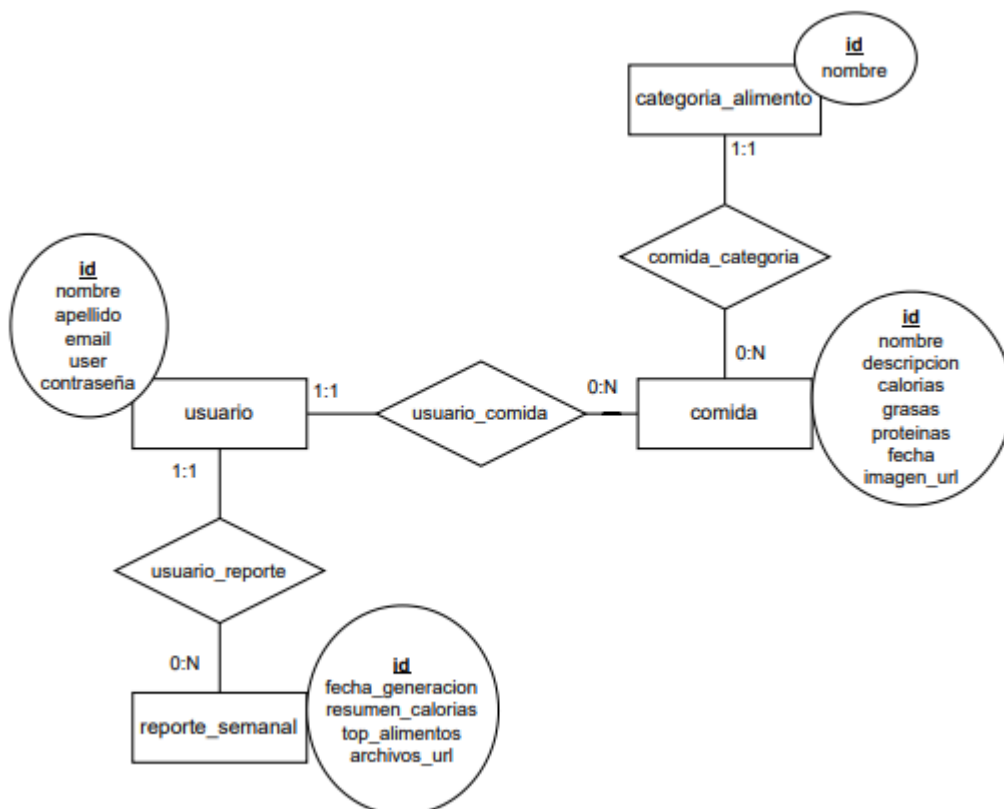 id
nombre
categoria_alimento
1:1
comida_categoria
0:N
id
nombre
apellido
email
user
contraseña
usuario
1:1
usuario_comida
0:N
comida
id
nombre
descripcion
calorias
grasas
proteinas
fecha
imagen_url
1:1
usuario_reporte
0:N
reporte_semanal
id
fecha_generacion
resumen_calorias
top_alimentos
archivos_url